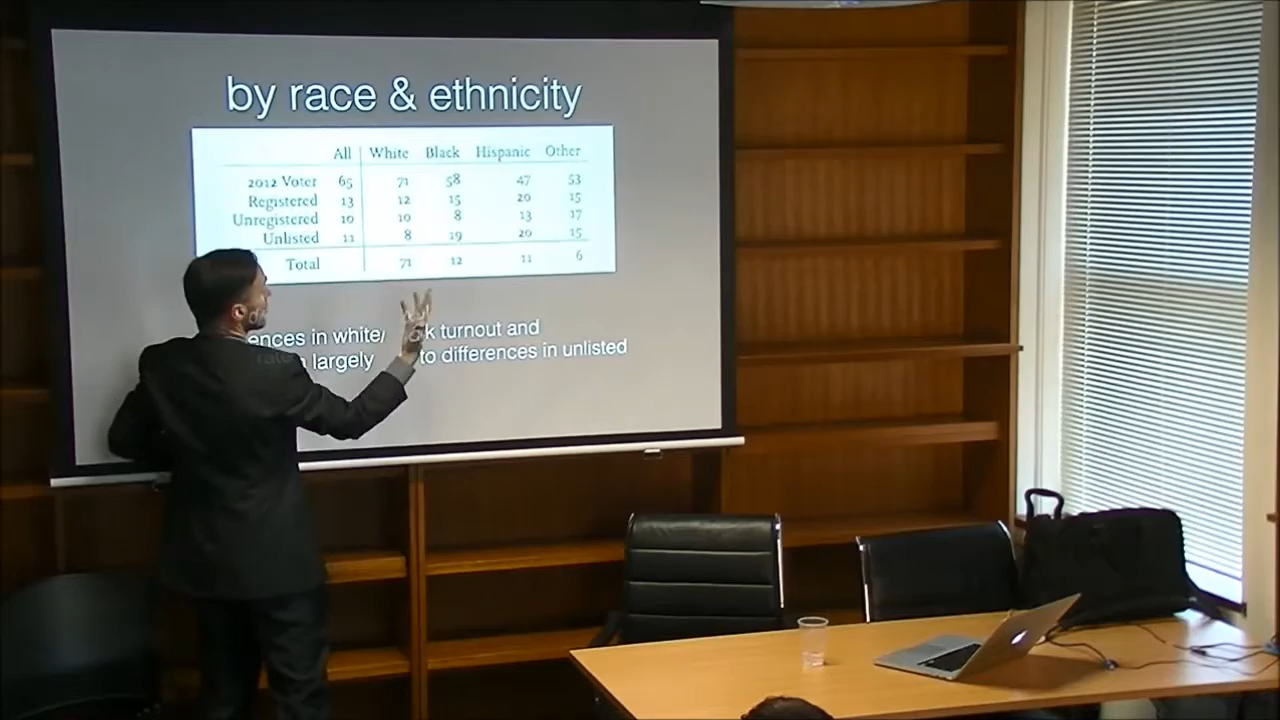 by race & ethnicity
All White Black Hispanic Other
2012 Voter 65 71 58 47 53
Registered 13 12 15 20 15
Unregistered 10 10 8 13 17
Unlisted 11 8 19 20 15
Total 71 12 11 6
in white/ turnout and
largely to differences in unlisted